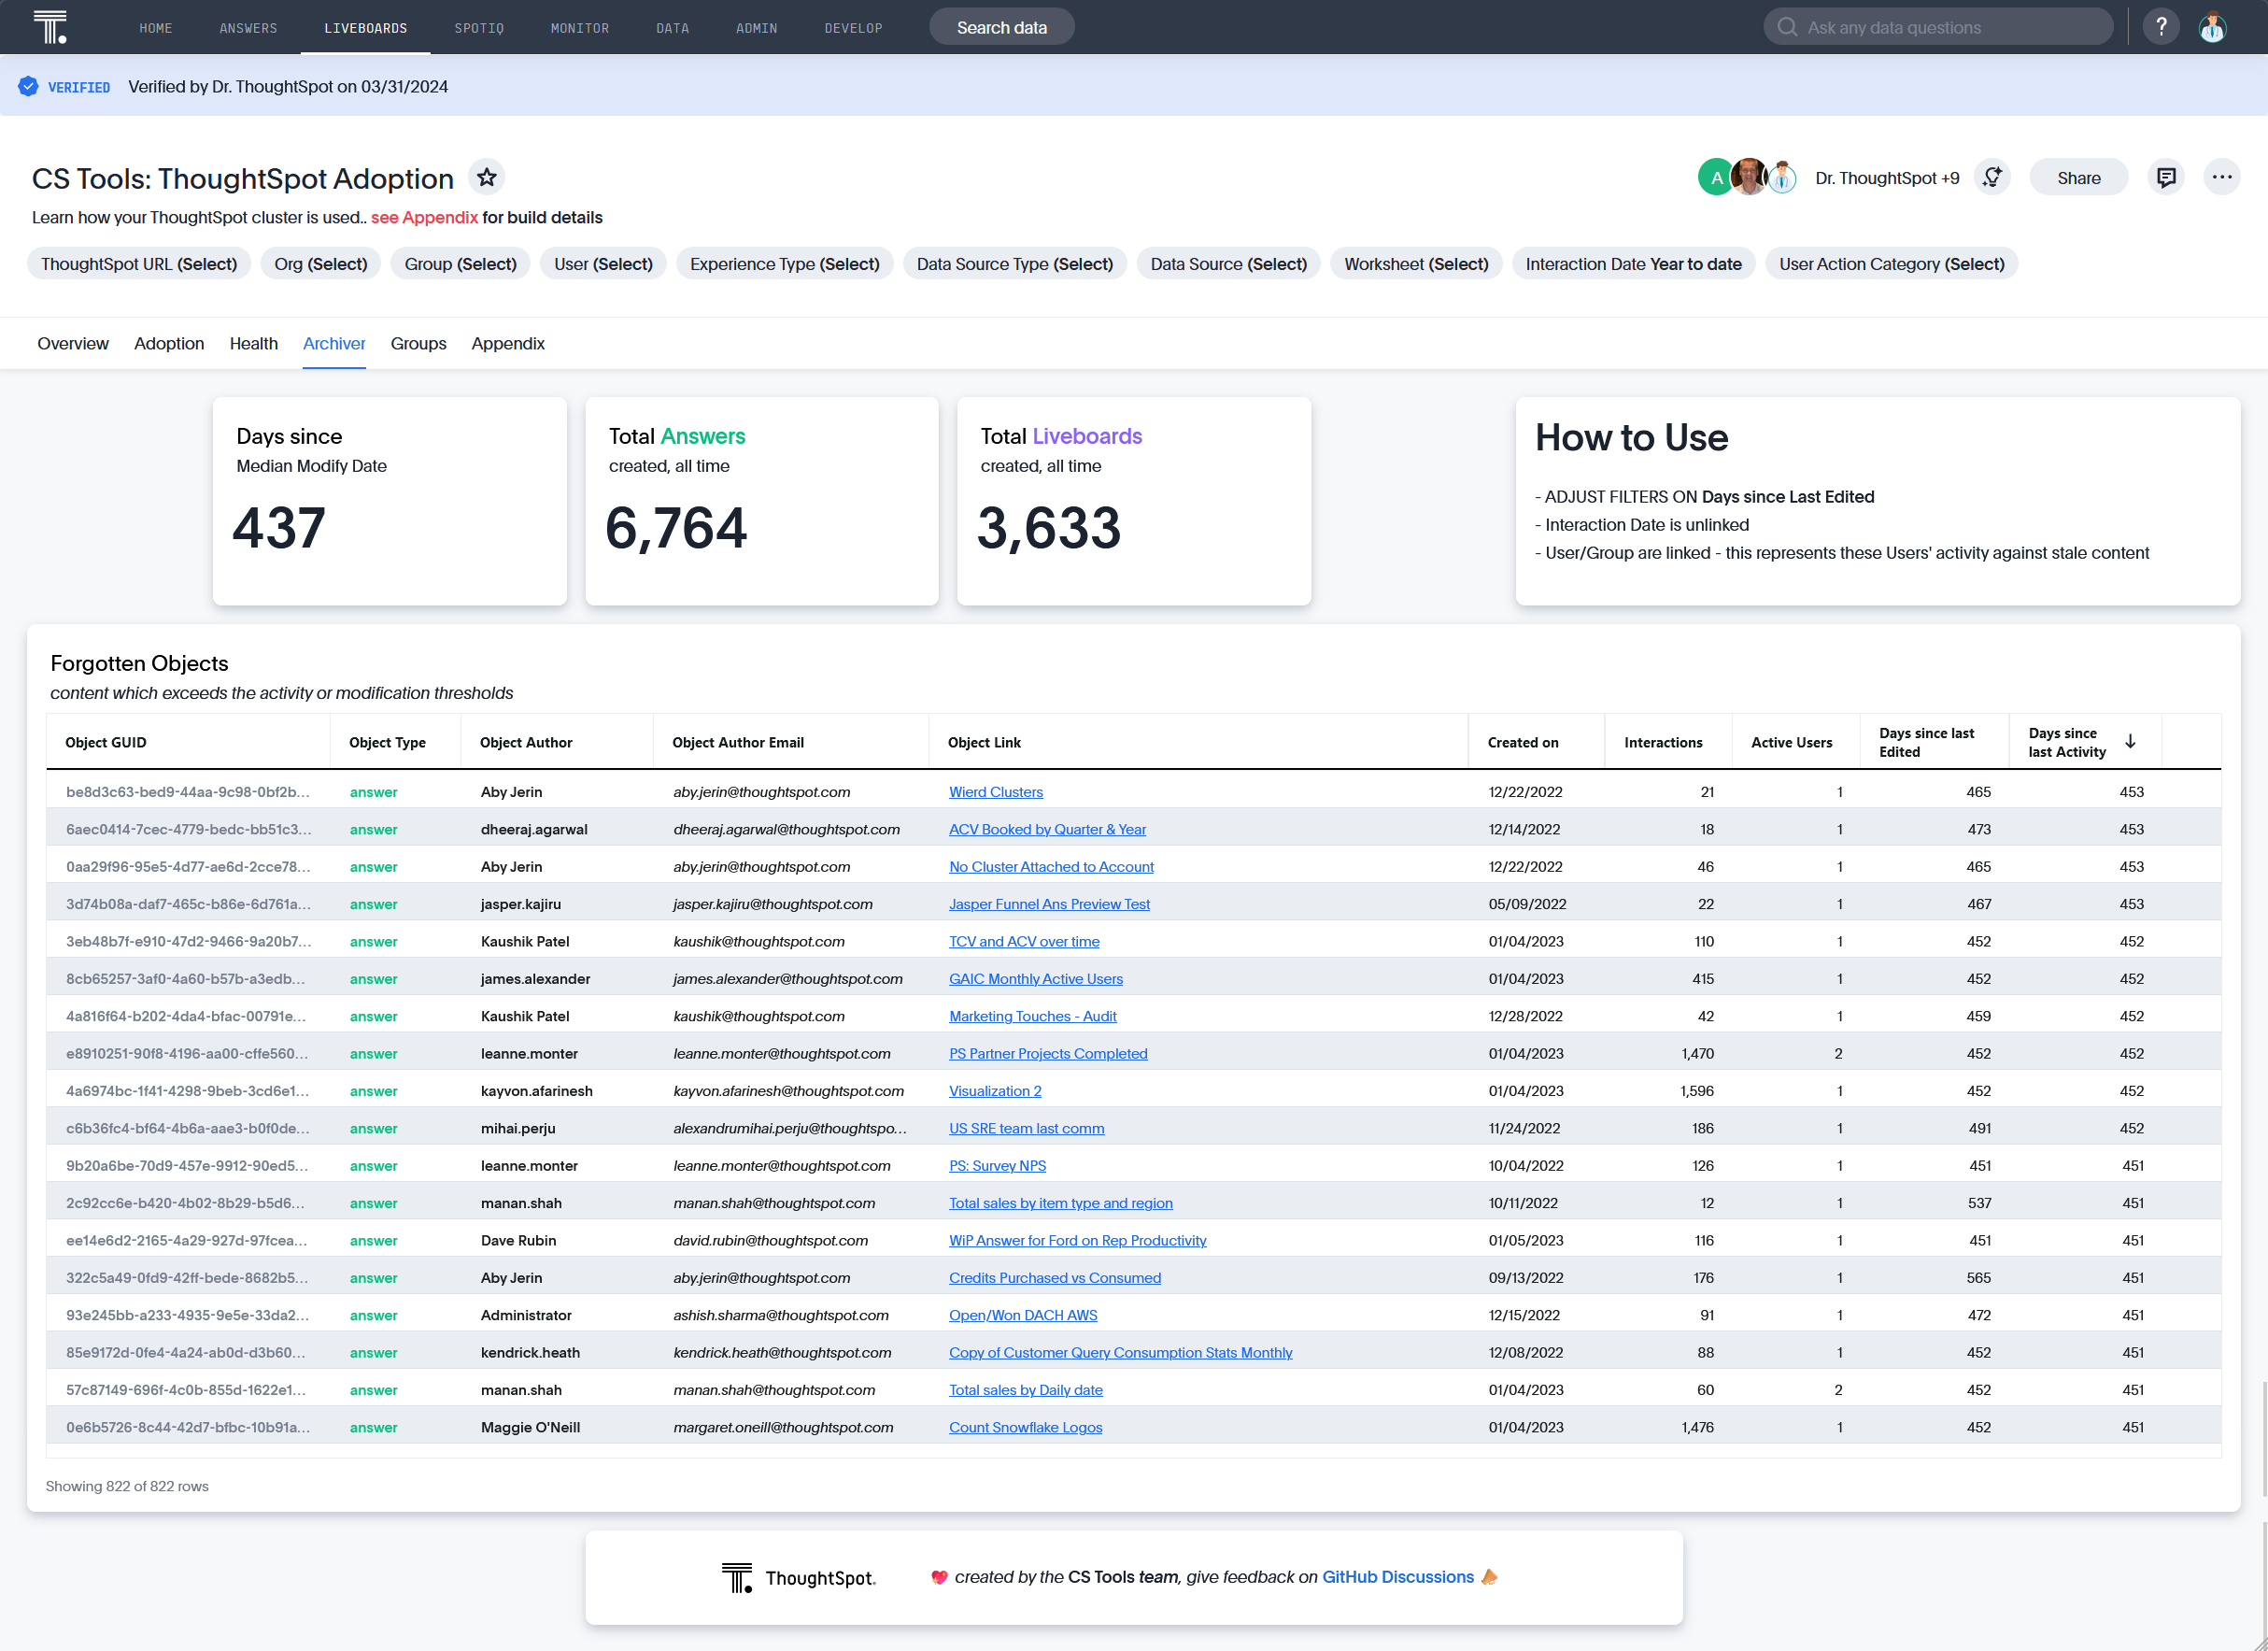 T.
HOME ANSWERS LIVEBOARDS SPOTIQ MONITOR DATA ADMIN DEVELOP Search data Ask any data questions ?
VERIFIED Verified by Dr. ThoughtSpot on 03/31/2024
CS Tools: ThoughtSpot Adoption A Dr. ThoughtSpot +9 Share
Learn how your ThoughtSpot cluster is used.. see Appendix for build details
ThoughtSpot URL (Select) Org (Select) Group (Select) User (Select) Experience Type (Select) Data Source Type (Select) Data Source (Select) Worksheet (Select) Interaction Date Year to date User Action Category (Select)
Overview Adoption Health Archiver Groups Appendix
Days since
Median Modify Date
437
Total Answers
created, all time
6,764
Total Liveboards
created, all time
3,633
How to Use
- ADJUST FILTERS ON Days since Last Edited
- Interaction Date is unlinked
- User/Group are linked - this represents these Users' activity against stale content
Forgotten Objects
content which exceeds the activity or modification thresholds
Object GUID Object Type Object Author Object Author Email Object Link Created on Interactions Active Users Days since last Edited Days since last Activity ↓
be8d3c63-bed9-44aa-9c98-0bf2b... answer Aby Jerin aby.jerin@thoughtspot.com Wierd Clusters 12/22/2022 21 1 465 453
6aec0414-7cec-4779-bedc-bb51c3... answer dheeraj.agarwal dheeraj.agarwal@thoughtspot.com ACV Booked by Quarter & Year 12/14/2022 18 1 473 453
0aa29f96-95e5-4d77-ae6d-2cce78... answer Aby Jerin aby.jerin@thoughtspot.com No Cluster Attached to Account 12/22/2022 46 1 465 453
3d74b08a-daf7-465c-b86e-6d761a... answer jasper.kajiru jasper.kajiru@thoughtspot.com Jasper Funnel Ans Preview Test 05/09/2022 22 1 467 453
3eb48b7f-e910-47d2-9466-9a20b7... answer Kaushik Patel kaushik@thoughtspot.com TCV and ACV over time 01/04/2023 110 1 452 452
8cb65257-3af0-4a60-b57b-a3edb... answer james.alexander james.alexander@thoughtspot.com GAIC Monthly Active Users 01/04/2023 415 1 452 452
4a816f64-b202-4da4-bfac-00791e... answer Kaushik Patel kaushik@thoughtspot.com Marketing Touches - Audit 12/28/2022 42 1 459 452
e8910251-90f8-4196-aa00-cffe560... answer leanne.monter leanne.monter@thoughtspot.com PS Partner Projects Completed 01/04/2023 1,470 2 452 452
4a6974bc-1f41-4298-9beb-3cd6e1... answer kayvon.afarinesh kayvon.afarinesh@thoughtspot.com Visualization 2 01/04/2023 1,596 1 452 452
c6b36fc4-bf64-4b6a-aae3-b0f0de... answer mihai.perju alexandrumihai.perju@thoughtspo... US SRE team last comm 11/24/2022 186 1 491 452
9b20a6be-70d9-457e-9912-90ed5... answer leanne.monter leanne.monter@thoughtspot.com PS: Survey NPS 10/04/2022 126 1 451 451
2c92cc6e-b420-4b02-8b29-b5d6... answer manan.shah manan.shah@thoughtspot.com Total sales by item type and region 10/11/2022 12 1 537 451
ee14e6d2-2165-4a29-927d-97fcea... answer Dave Rubin david.rubin@thoughtspot.com WiP Answer for Ford on Rep Productivity 01/05/2023 116 1 451 451
322c5a49-0fd9-42ff-bede-8682b5... answer Aby Jerin aby.jerin@thoughtspot.com Credits Purchased vs Consumed 09/13/2022 176 1 565 451
93e245bb-a233-4935-9e5e-33da2... answer Administrator ashish.sharma@thoughtspot.com Open/Won DACH AWS 12/15/2022 91 1 472 451
85e9172d-0fe4-4a24-ab0d-d3b60... answer kendrick.heath kendrick.heath@thoughtspot.com Copy of Customer Query Consumption Stats Monthly 12/08/2022 88 1 452 451
57c87149-696f-4c0b-855d-1622e1... answer manan.shah manan.shah@thoughtspot.com Total sales by Daily date 01/04/2023 60 2 452 451
0e6b5726-8c44-42d7-bfbc-10b91a... answer Maggie O'Neill margaret.oneill@thoughtspot.com Count Snowflake Logos 01/04/2023 1,476 1 452 451
Showing 822 of 822 rows
T. ThoughtSpot. 💖 created by the CS Tools team, give feedback on GitHub Discussions 📣